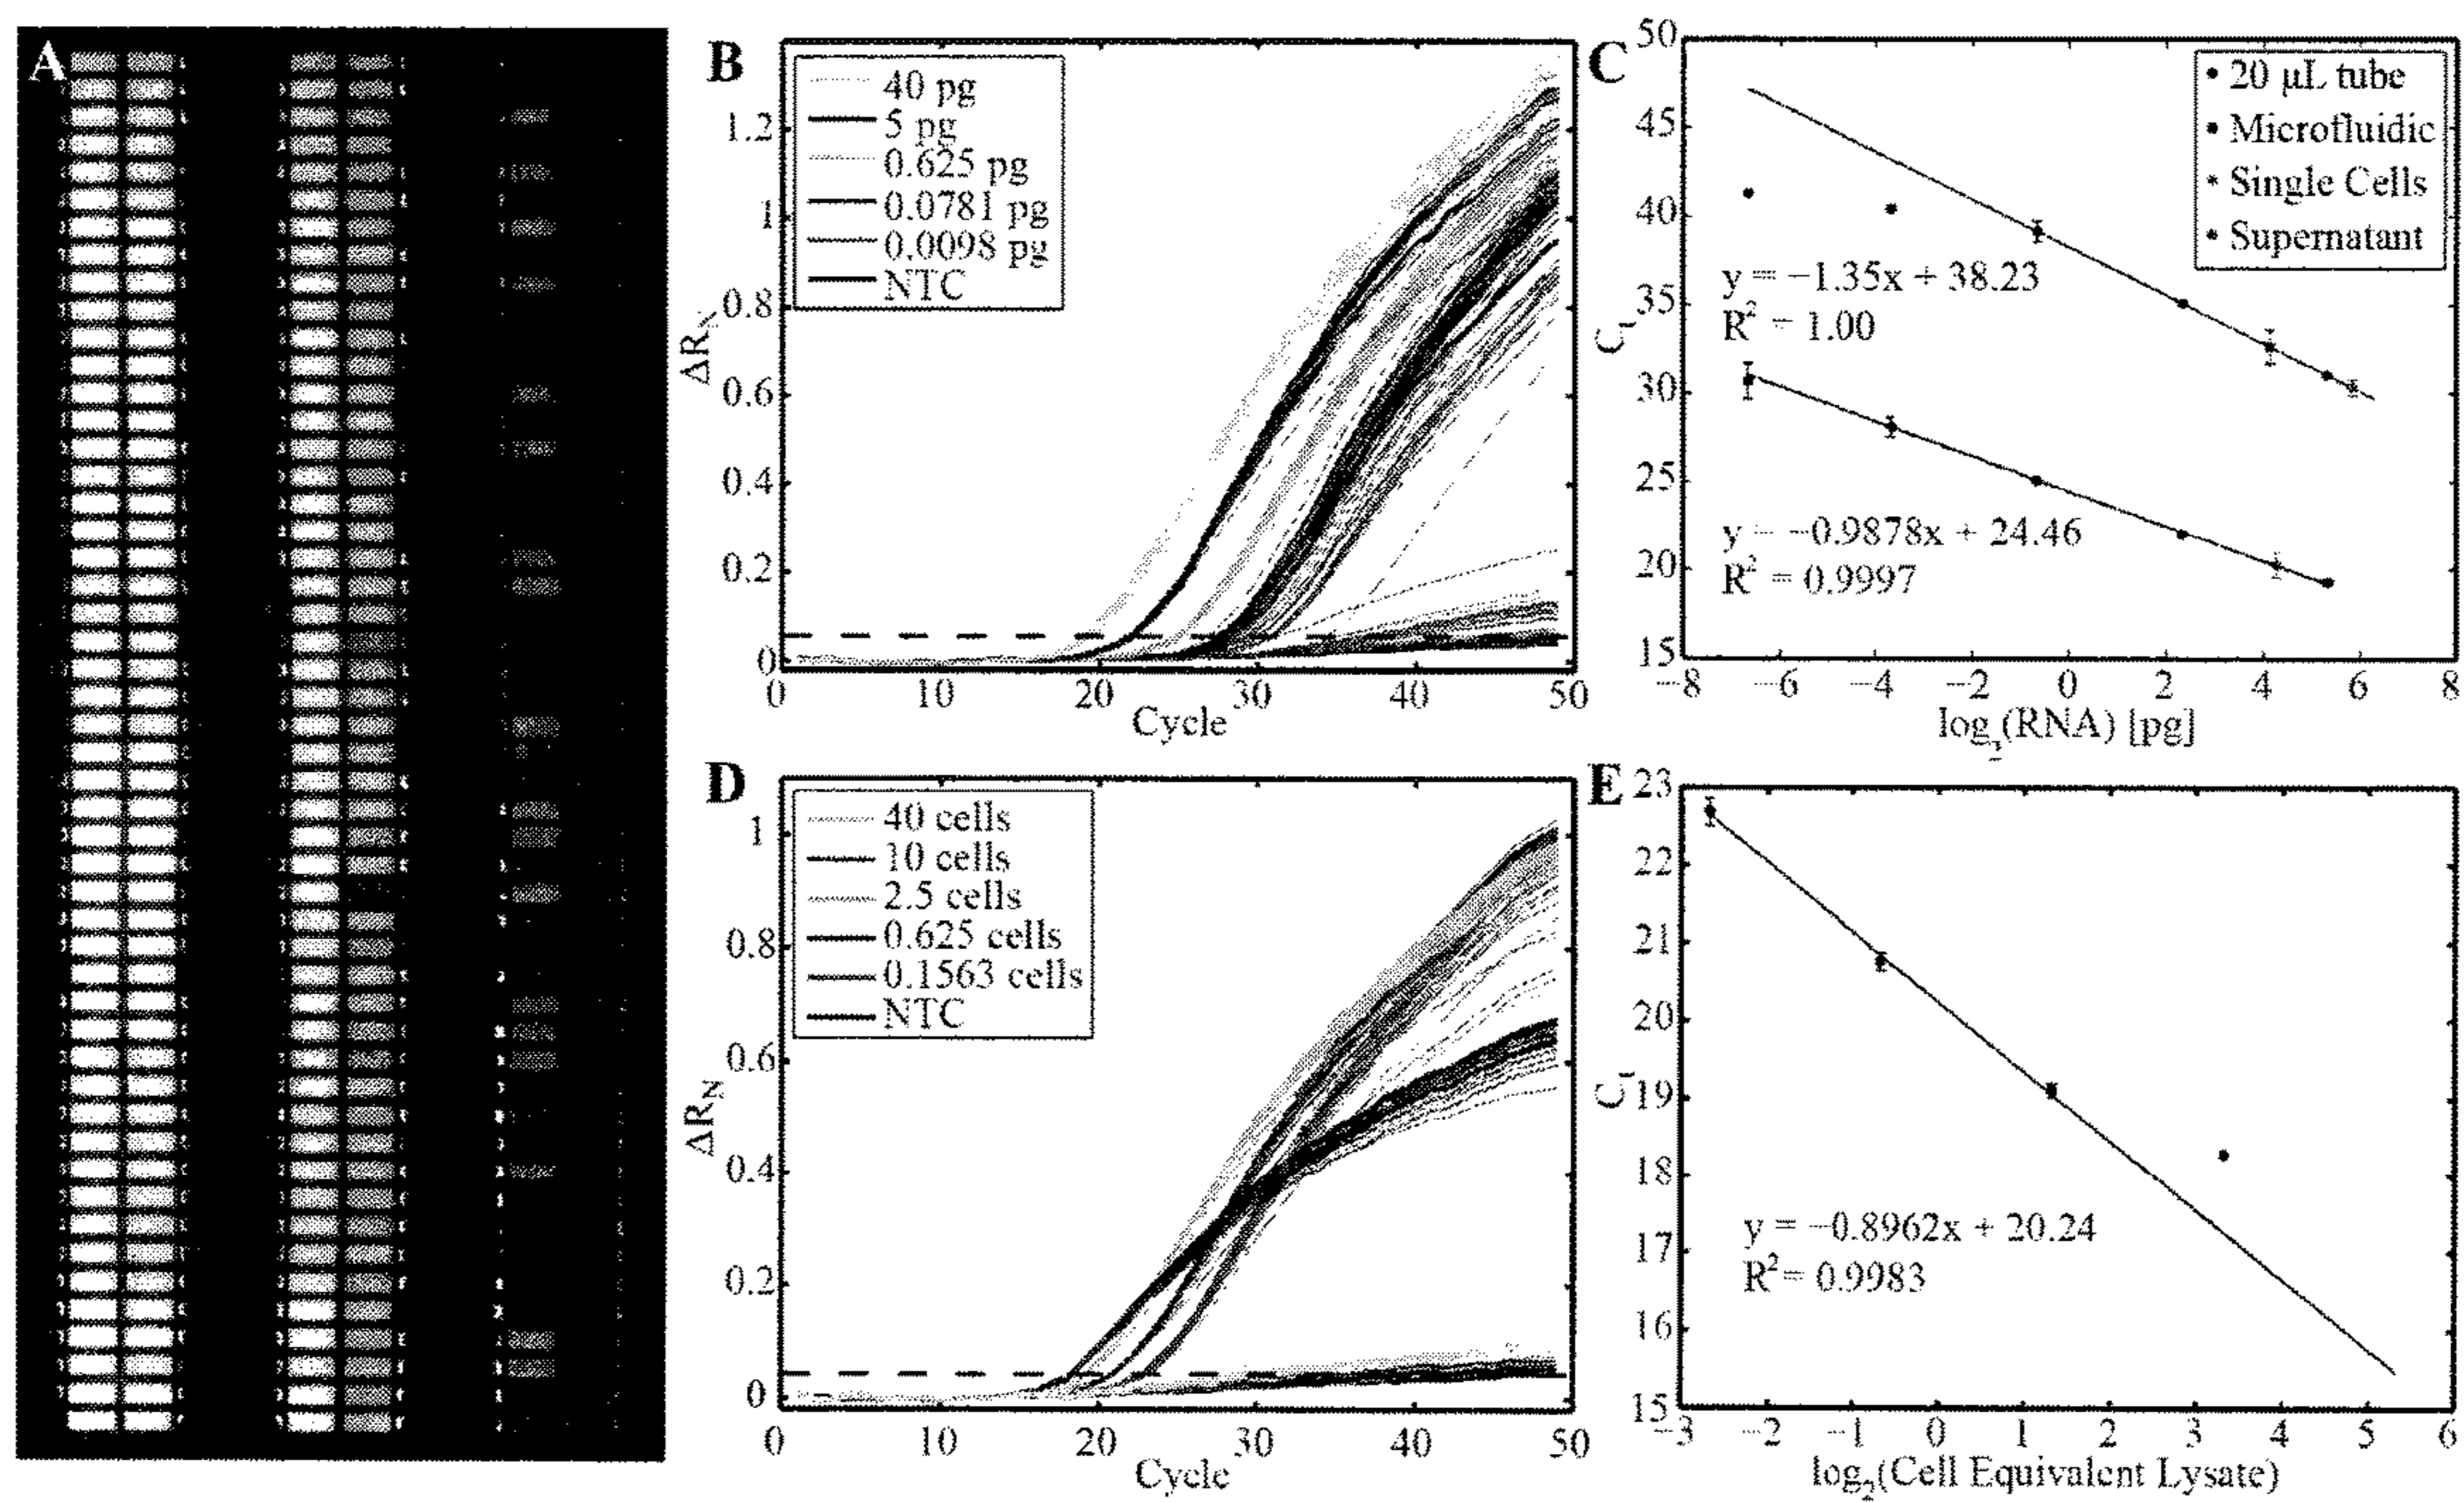 A
B
40 pg
5 pg
0.625 pg
0.0781 pg
0.0098 pg
NTC
1.2
1
0.8
0.6
0.4
0.2
0
ΔR_N
0 10 20 30 40 50
Cycle
C
20 µL tube
Microfluidic
Single Cells
Supernatant
50
45
40
35
30
25
20
15
C_t
y = −1.35x + 38.23
R² = 1.00
y = −0.9878x + 24.46
R² = 0.9997
−8 −6 −4 −2 0 2 4 6 8
log₂(RNA) [pg]
D
40 cells
10 cells
2.5 cells
0.625 cells
0.1563 cells
NTC
1
0.8
0.6
0.4
0.2
0
ΔR_N
0 10 20 30 40 50
Cycle
E
23
22
21
20
19
18
17
16
15
C_t
y = −0.8962x + 20.24
R² = 0.9983
−3 −2 −1 0 1 2 3 4 5 6
log₂(Cell Equivalent Lysate)